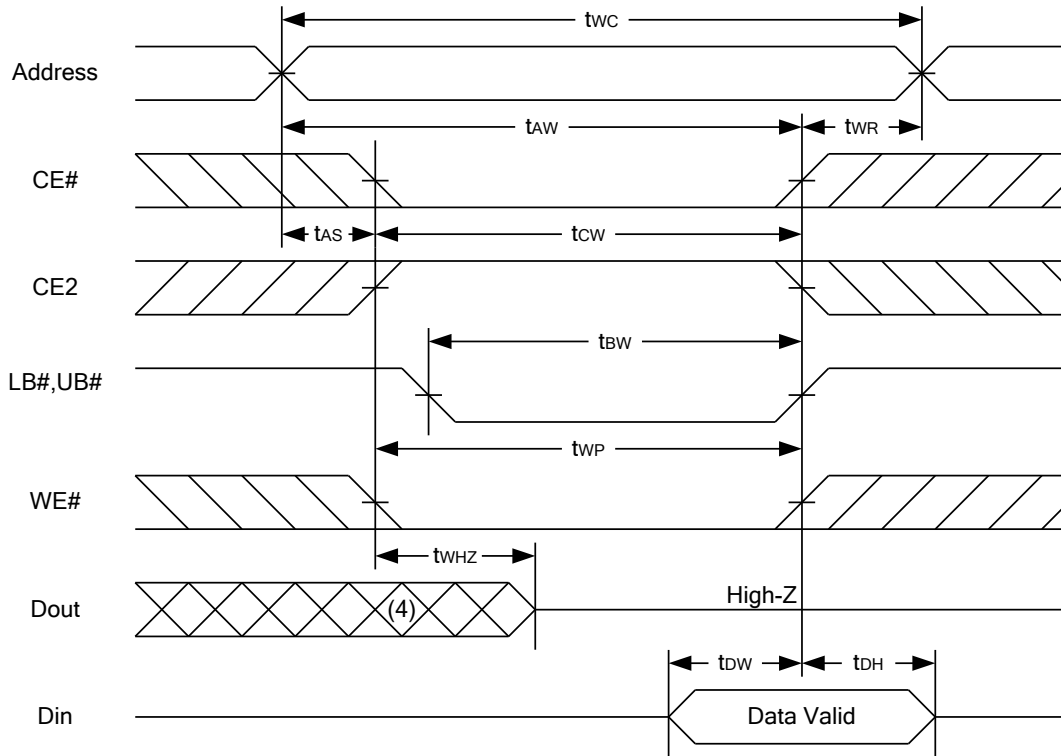 tWC
Address
tAW
tWR
CE#
tAS
tCW
CE2
tBW
LB#,UB#
tWP
WE#
tWHZ
Dout
(4)
High-Z
tDW
tDH
Din
Data Valid